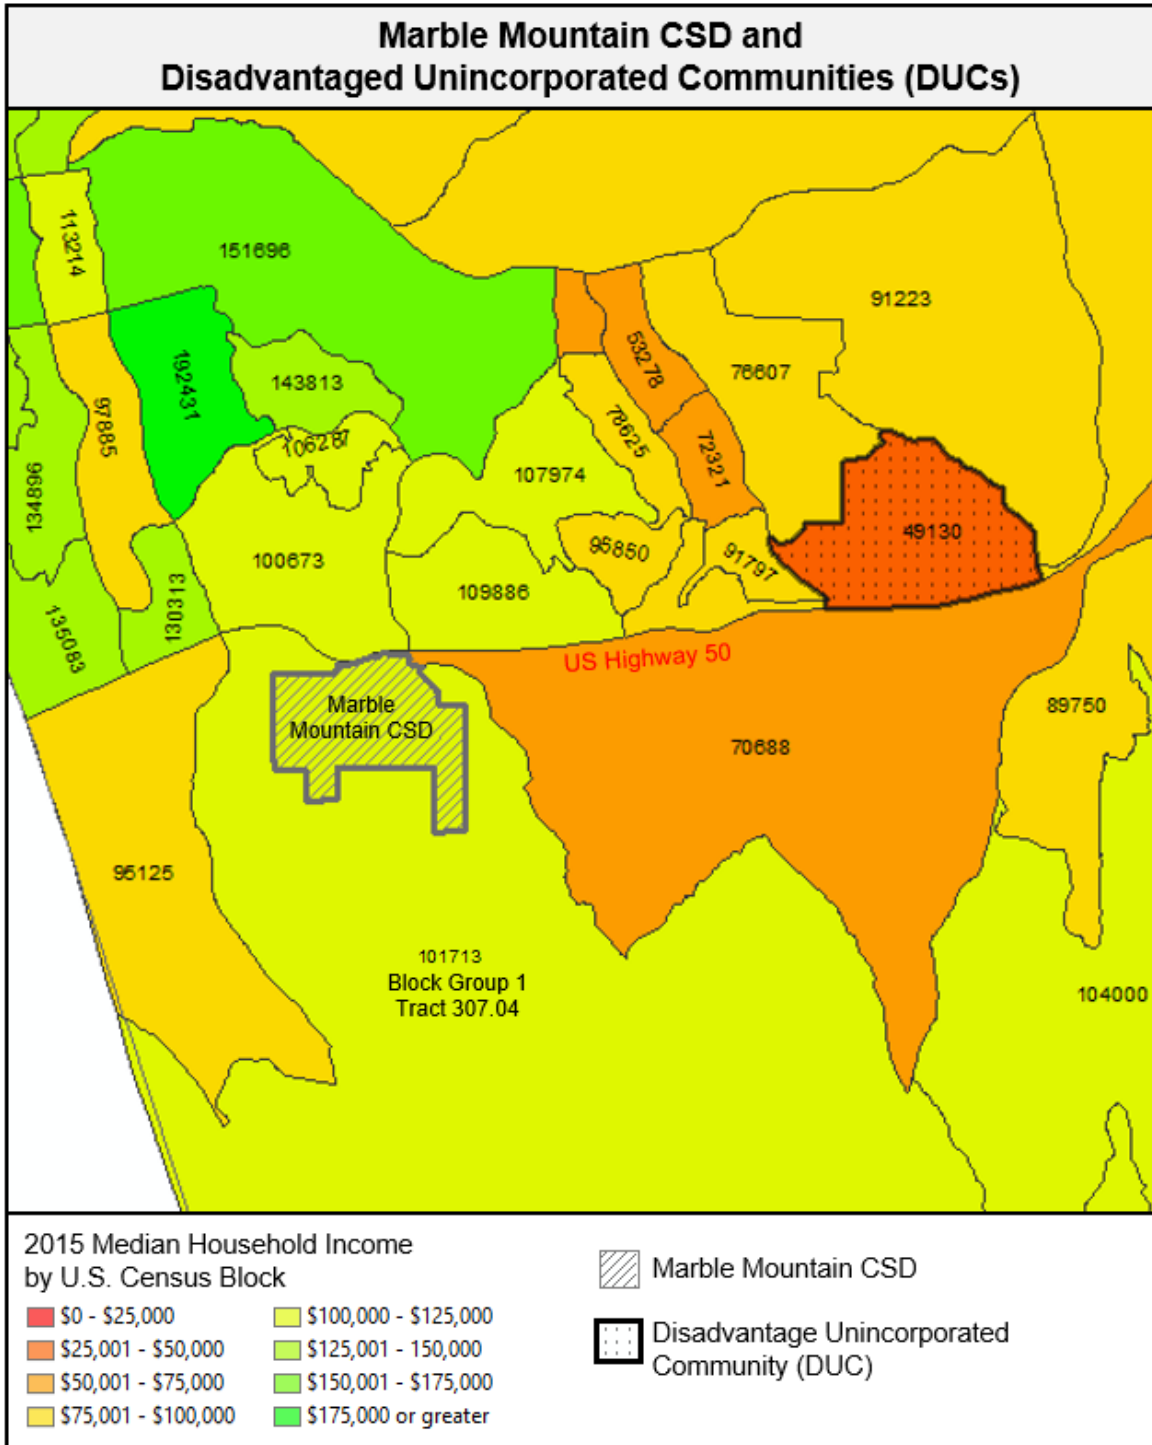 Marble Mountain CSD and
Disadvantaged Unincorporated Communities (DUCs)
113214
151696
91223
192431
143813
53278
76607
97885
106267
78625
72321
107974
134896
49130
95850
91797
100673
109886
130313
135083
US Highway 50
Marble
Mountain CSD
89750
70688
95125
101713
Block Group 1
Tract 307.04
104000
2015 Median Household Income
by U.S. Census Block
$0 - $25,000
$25,001 - $50,000
$50,001 - $75,000
$75,001 - $100,000
$100,000 - $125,000
$125,001 - 150,000
$150,001 - $175,000
$175,000 or greater
Marble Mountain CSD
Disadvantage Unincorporated
Community (DUC)